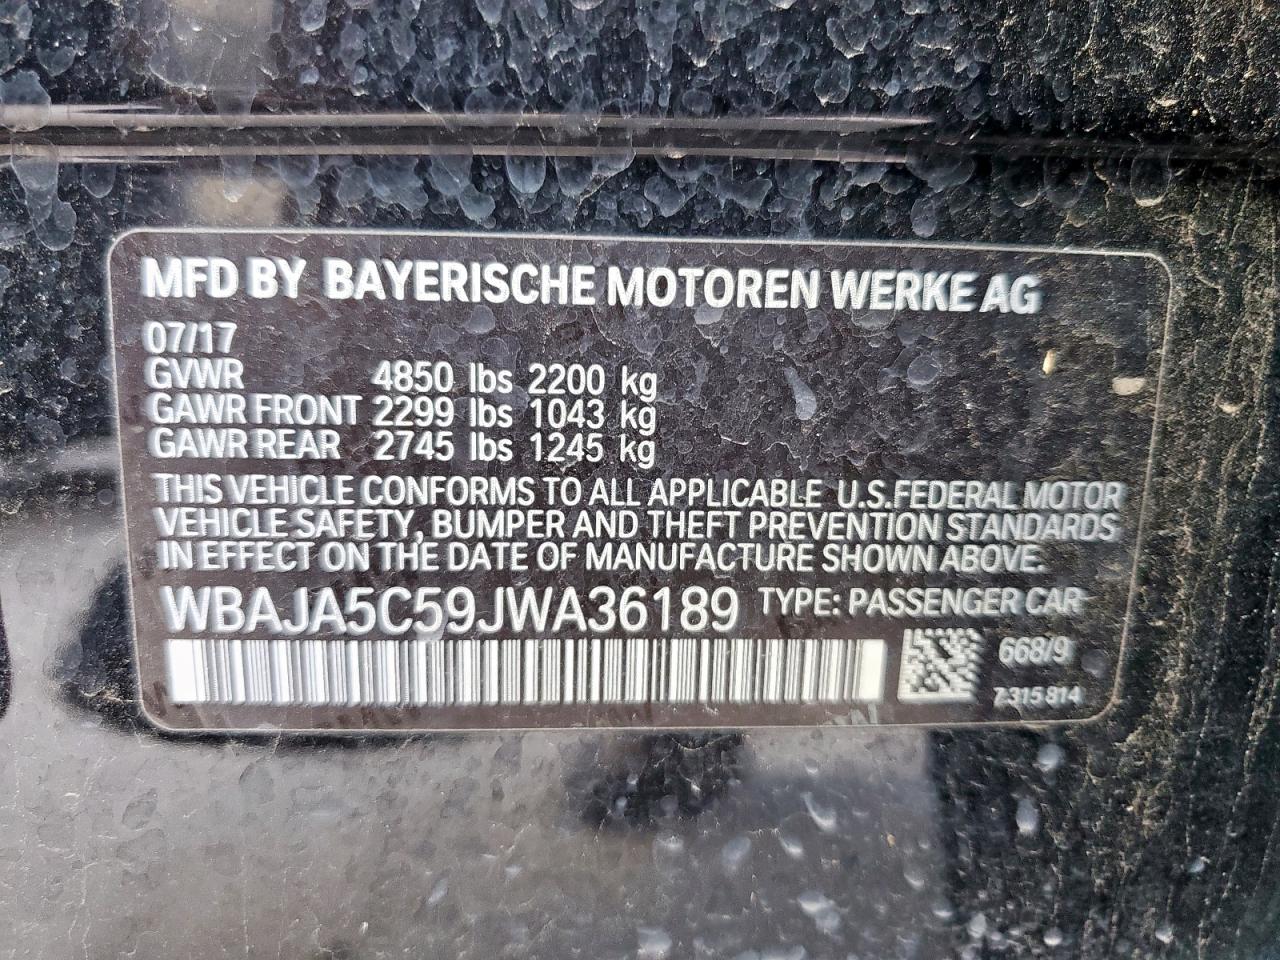 MFD BY BAYERISCHE MOTOREN WERKE AG
07/17
GVWR 4850 lbs 2200 kg
GAWR FRONT 2299 lbs 1043 kg
GAWR REAR 2745 lbs 1245 kg
THIS VEHICLE CONFORMS TO ALL APPLICABLE U.S.FEDERAL MOTOR
VEHICLE SAFETY, BUMPER AND THEFT PREVENTION STANDARDS
IN EFFECT ON THE DATE OF MANUFACTURE SHOWN ABOVE.
WBAJA5C59JWA36189 TYPE: PASSENGER CAR
668/9
7 315 814